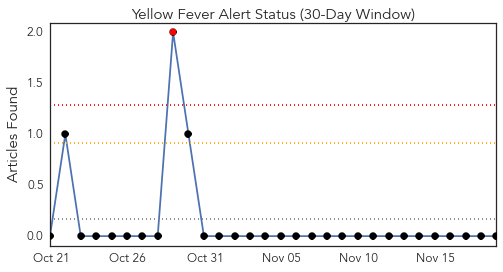 Yellow Fever Alert Status (30-Day Window)
Articles Found
2.0
1.5
1.0
0.5
0.0
Oct 21 Oct 26 Oct 31 Nov 05 Nov 10 Nov 15